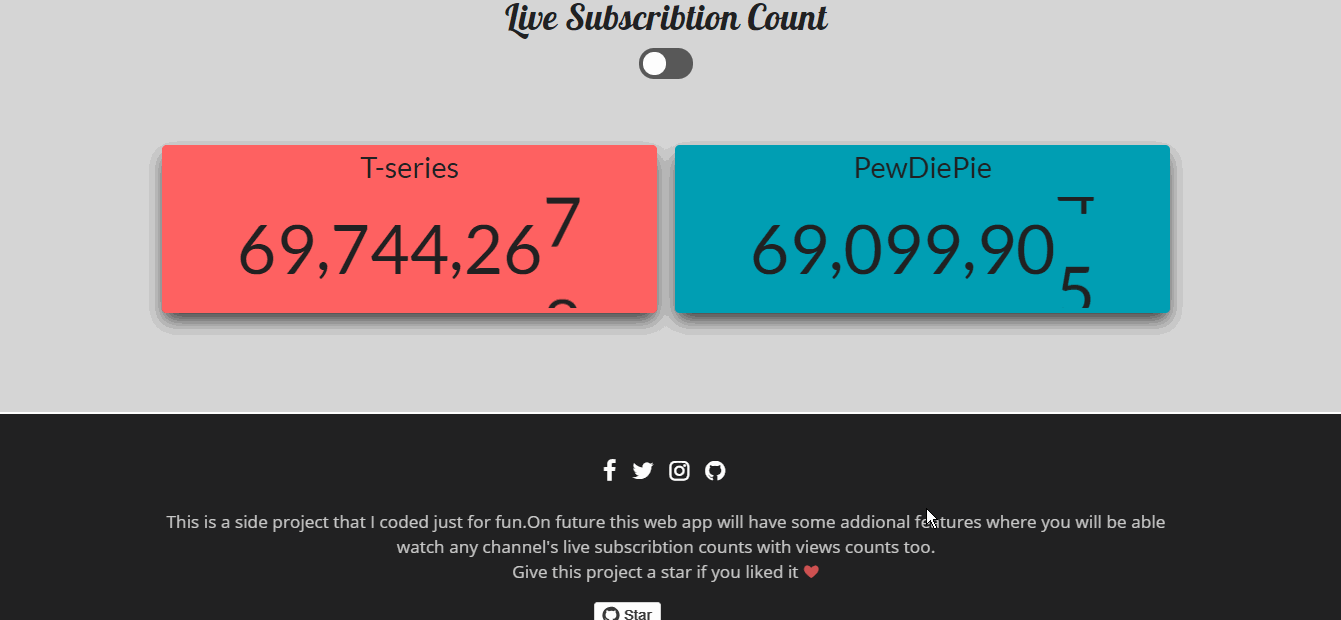 Live Subscribtion Count
T-series
PewDiePie
69,744,267
69,099,905
This is a side project that I coded just for fun.On future this web app will have some addional features where you will be able
watch any channel's live subscribtion counts with views counts too.
Give this project a star if you liked it ❤
Star